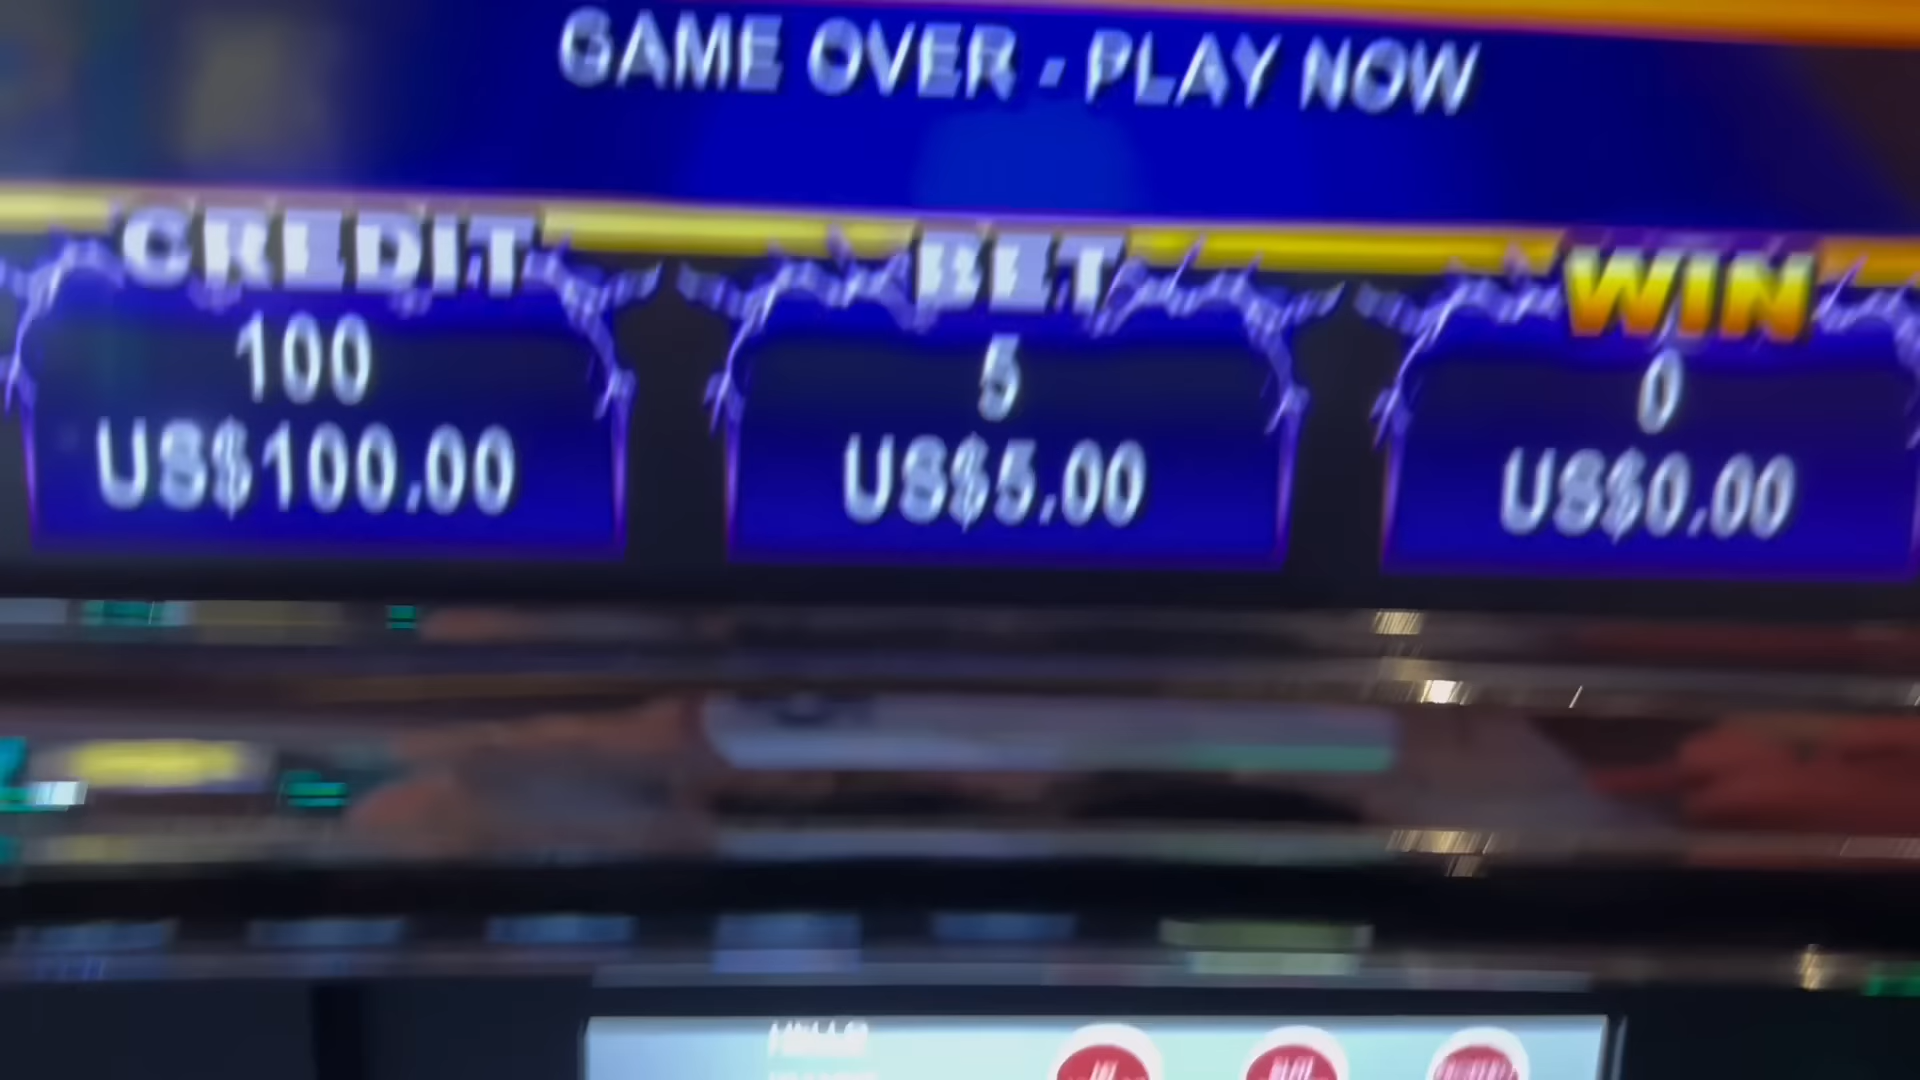 GAME OVER - PLAY NOW
CREDIT
100
US$100.00
BET
5
US$5.00
WIN
0
US$0.00